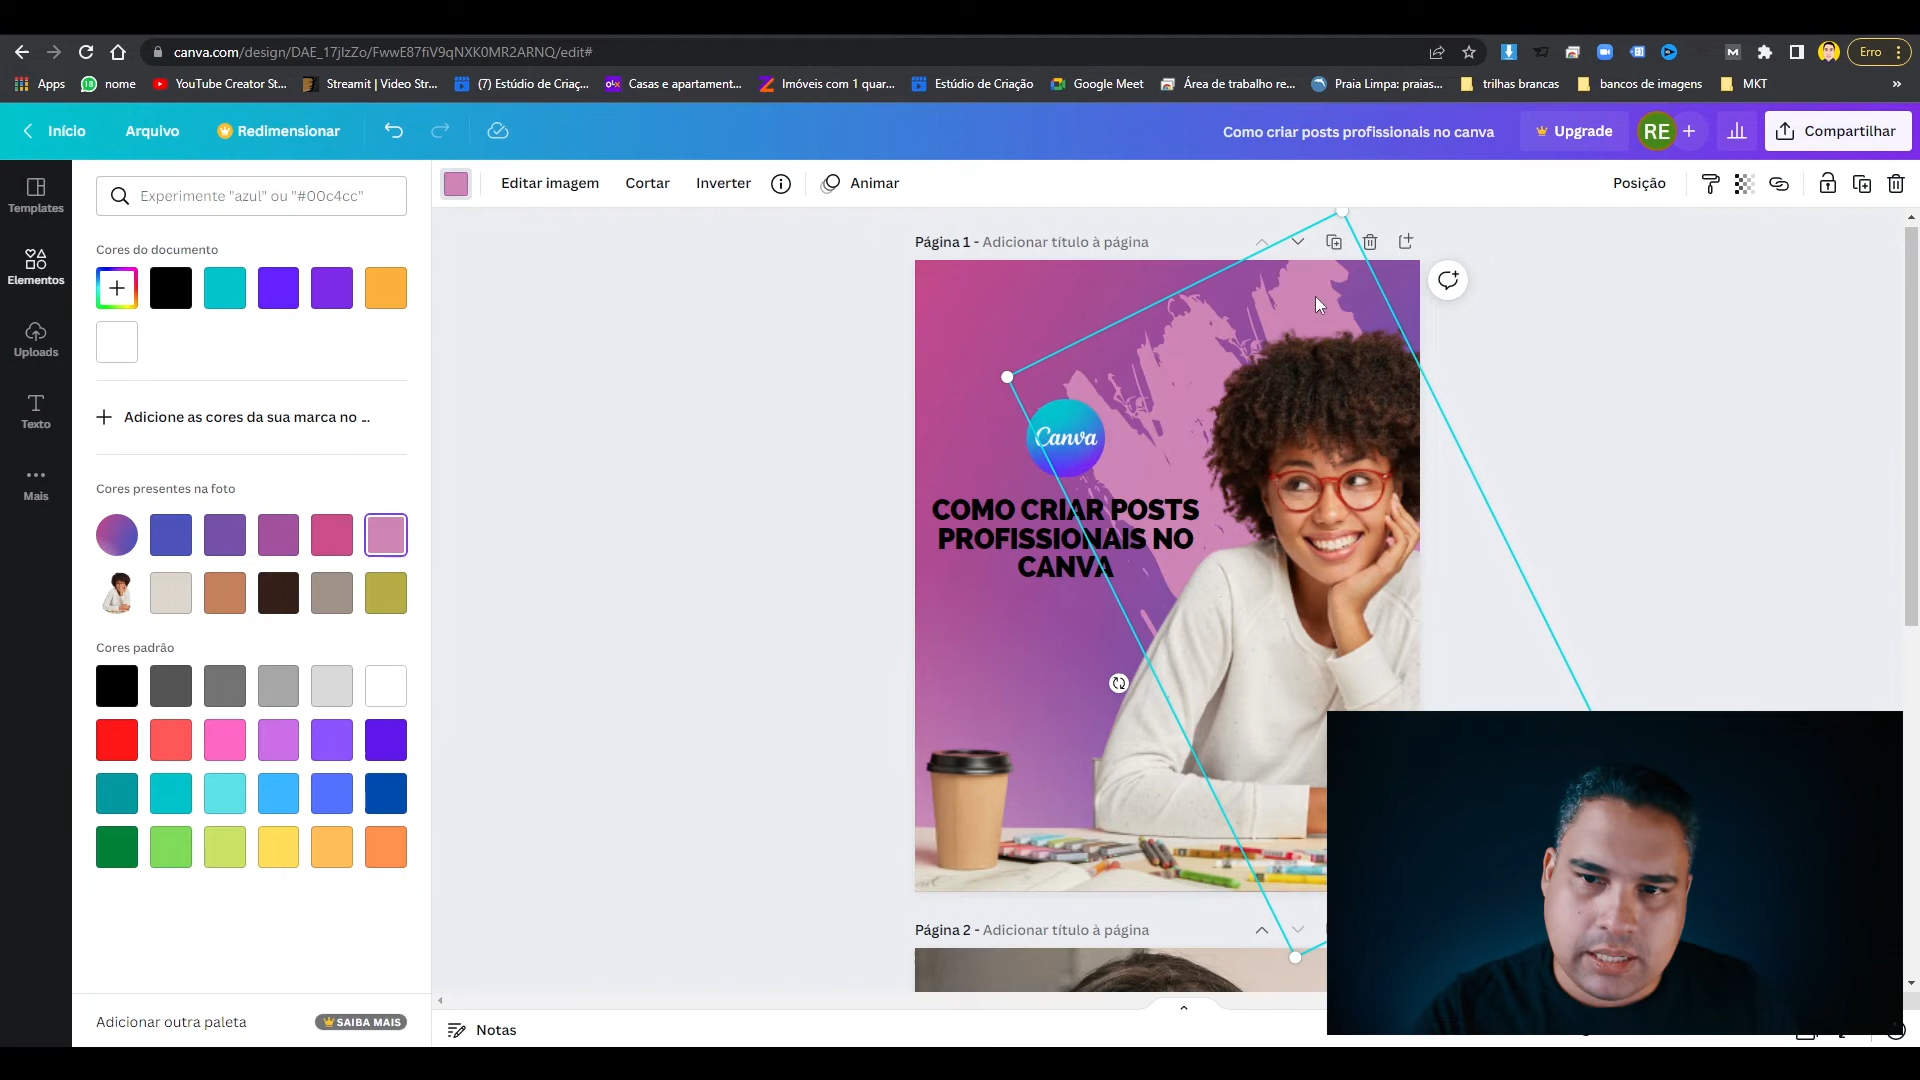 canva.com/design/DAE_17jlzZo/FwwE87fiV9qNXK0MR2ARNQ/edit#
Erro
Apps
nome
YouTube Creator St...
Streamit | Video Str...
(7) Estúdio de Criaç...
Casas e apartament...
Imóveis com 1 quar...
Estúdio de Criação
Google Meet
Área de trabalho re...
Praia Limpa: praias...
trilhas brancas
bancos de imagens
MKT
»
Início
Arquivo
Redimensionar
Como criar posts profissionais no canva
Upgrade
RE
Compartilhar
Templates
Elementos
Uploads
Texto
Mais
Experimente "azul" ou "#00c4cc"
Cores do documento
Adicione as cores da sua marca no ...
Cores presentes na foto
Cores padrão
Adicionar outra paleta
SAIBA MAIS
Editar imagem
Cortar
Inverter
Animar
Posição
Página 1 - Adicionar título à página
Canva
COMO CRIAR POSTS
PROFISSIONAIS NO
CANVA
Página 2 - Adicionar título à página
Notas